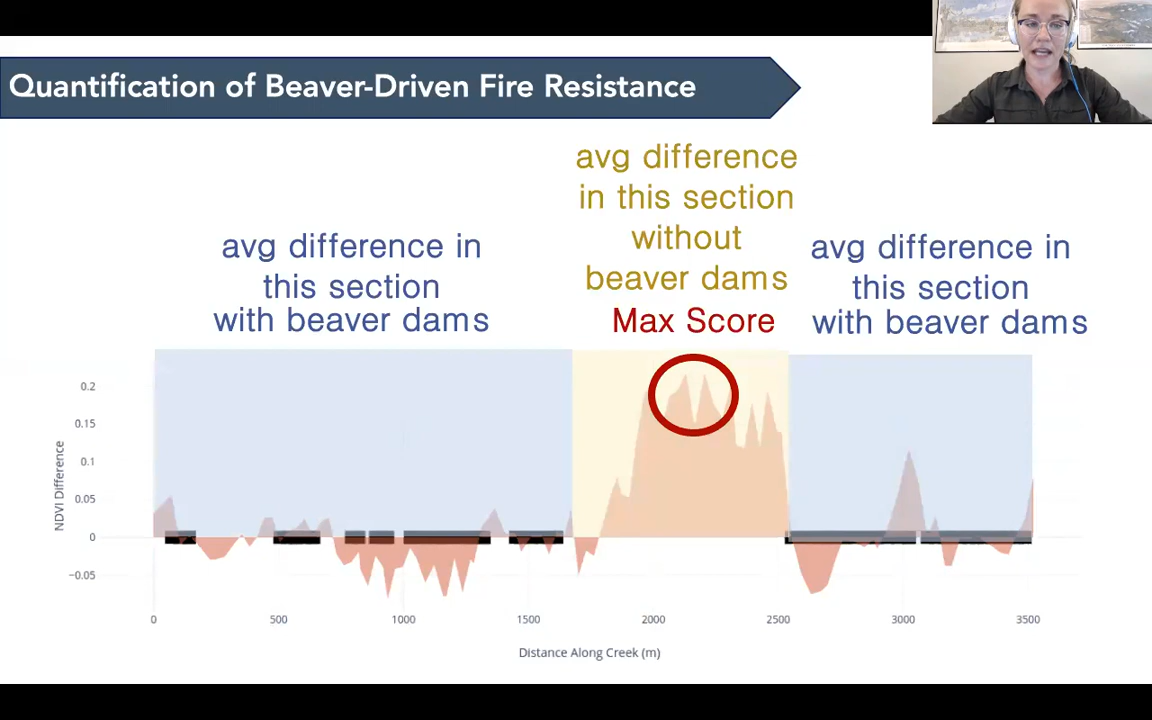 Quantification of Beaver-Driven Fire Resistance
avg difference in
this section
with beaver dams
avg difference
in this section
without
beaver dams
Max Score
avg difference in
this section
with beaver dams
NDVI Difference
0.2
0.15
0.1
0.05
0
−0.05
0
500
1000
1500
2000
2500
3000
3500
Distance Along Creek (m)